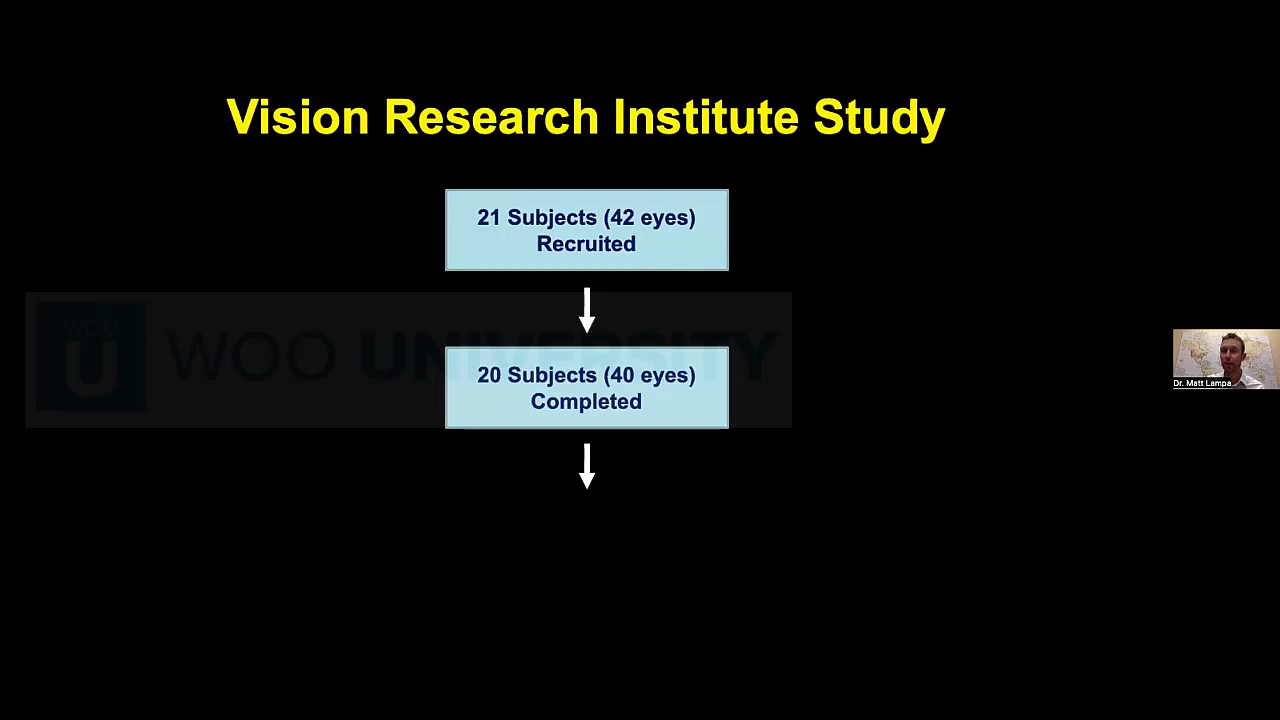 Vision Research Institute Study
21 Subjects (42 eyes)
Recruited
WOO
U
WOO UNIVERSITY
20 Subjects (40 eyes)
Completed
Dr. Matt Lampa